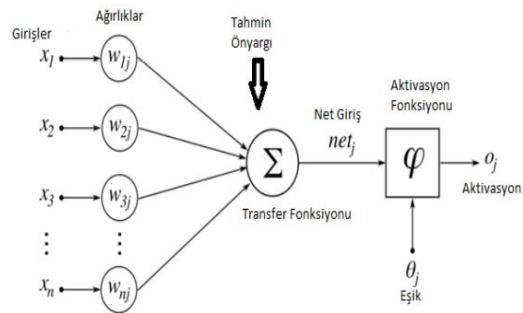 Girişler
Ağırlıklar
Tahmin
Önyargı
x1
w1j
x2
w2j
x3
w3j
xn
wnj
Σ
Transfer Fonksiyonu
Net Giriş
netj
Aktivasyon
Fonksiyonu
φ
oj
Aktivasyon
θj
Eşik